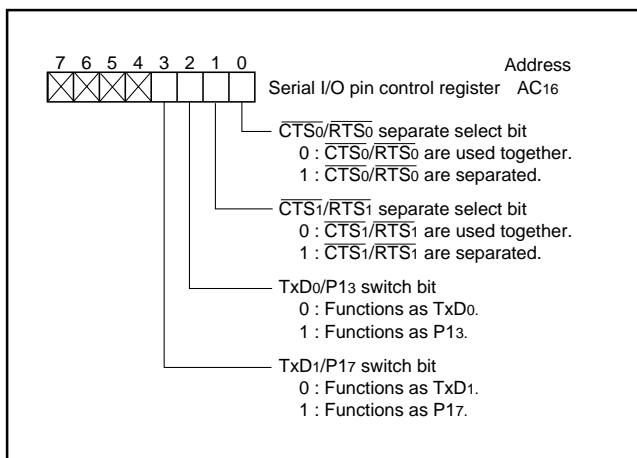 7 6 5 4 3 2 1 0
Address
Serial I/O pin control register AC16
CTS0/RTS0 separate select bit
0 : CTS0/RTS0 are used together.
1 : CTS0/RTS0 are separated.
CTS1/RTS1 separate select bit
0 : CTS1/RTS1 are used together.
1 : CTS1/RTS1 are separated.
TxD0/P13 switch bit
0 : Functions as TxD0.
1 : Functions as P13.
TxD1/P17 switch bit
0 : Functions as TxD1.
1 : Functions as P17.